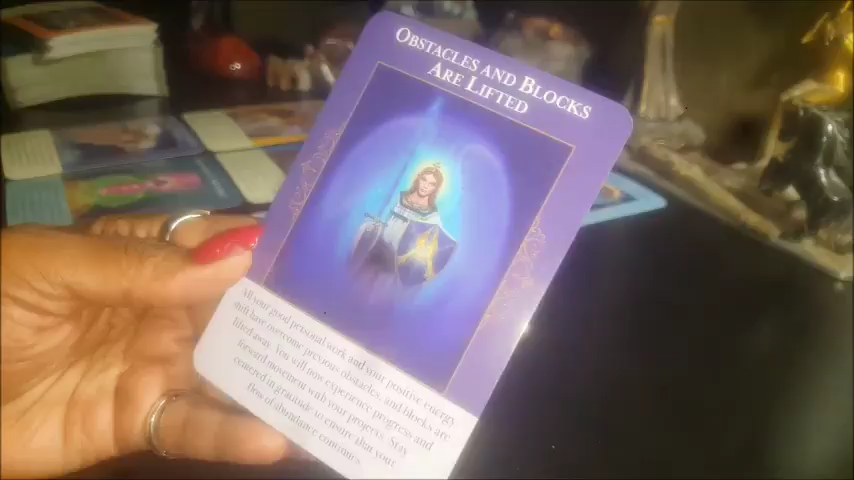 OBSTACLES AND BLOCKS
ARE LIFTED
All your good personal work and your positive energy
shift have overcome previous obstacles, and blocks are
lifted away. You will now experience progress and
forward movement with your projects. Stay
centered in gratitude to ensure that your
flow of abundance continues.